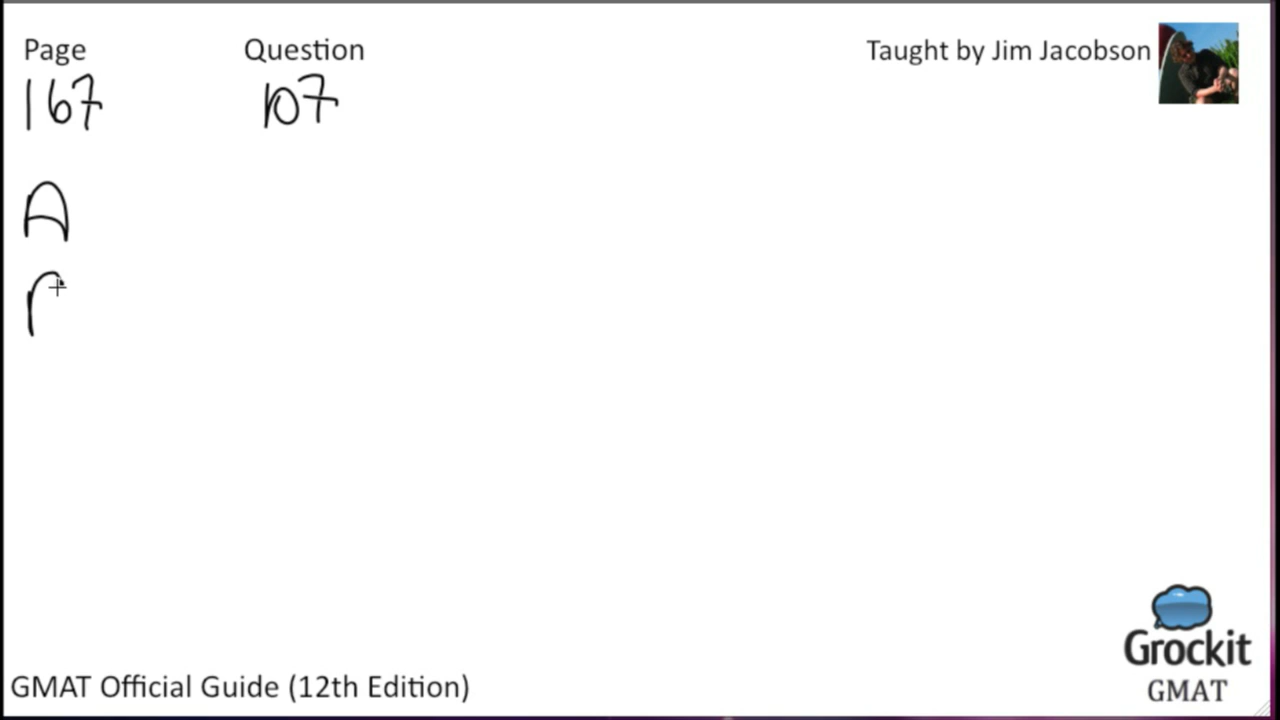 Page Question Taught by Jim Jacobson
167 107
A
Grockit
GMAT
GMAT Official Guide (12th Edition)